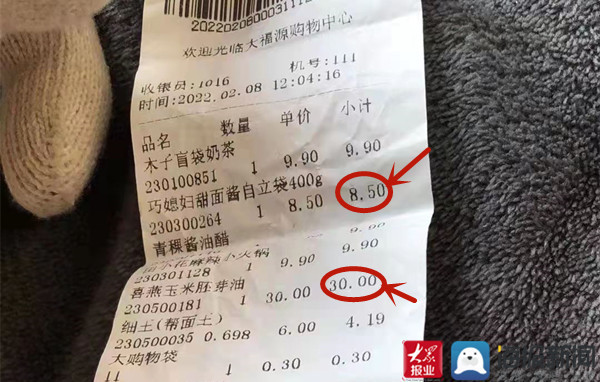 2022020800003111
欢迎光临大福源购物中心
机号:111
收银员:1016
时间:2022.02.08 12:04:16
品名 数量 单价 小计
木子盲袋奶茶
230100851 1 9.90 9.90
巧媳妇甜面酱自立袋400g
230300264 1 8.50 8.50
青稞酱油醋
9.90
麻辣小火锅
230301128 1 9.90 9.90
喜燕玉米胚芽油
230500181 1 30.00 30.00
细土(帮面土)
230500035 0.698 6.00 4.19
大购物袋
11 1 0.30 0.30
大众
报业